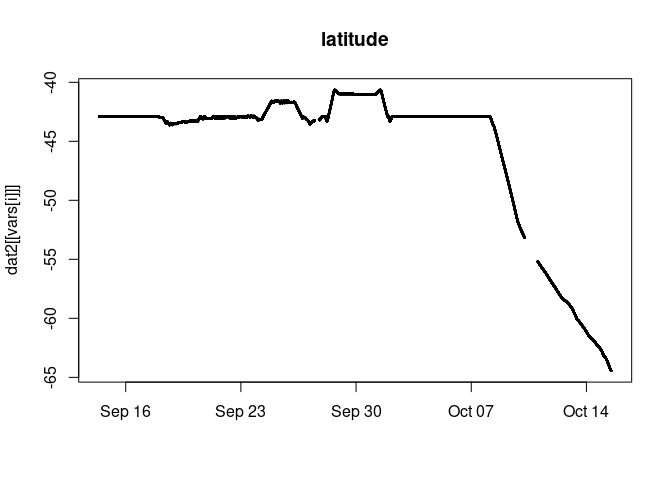 latitude
dat2[[vars[i]]]
-40
-45
-50
-55
-60
-65
Sep 16
Sep 23
Sep 30
Oct 07
Oct 14